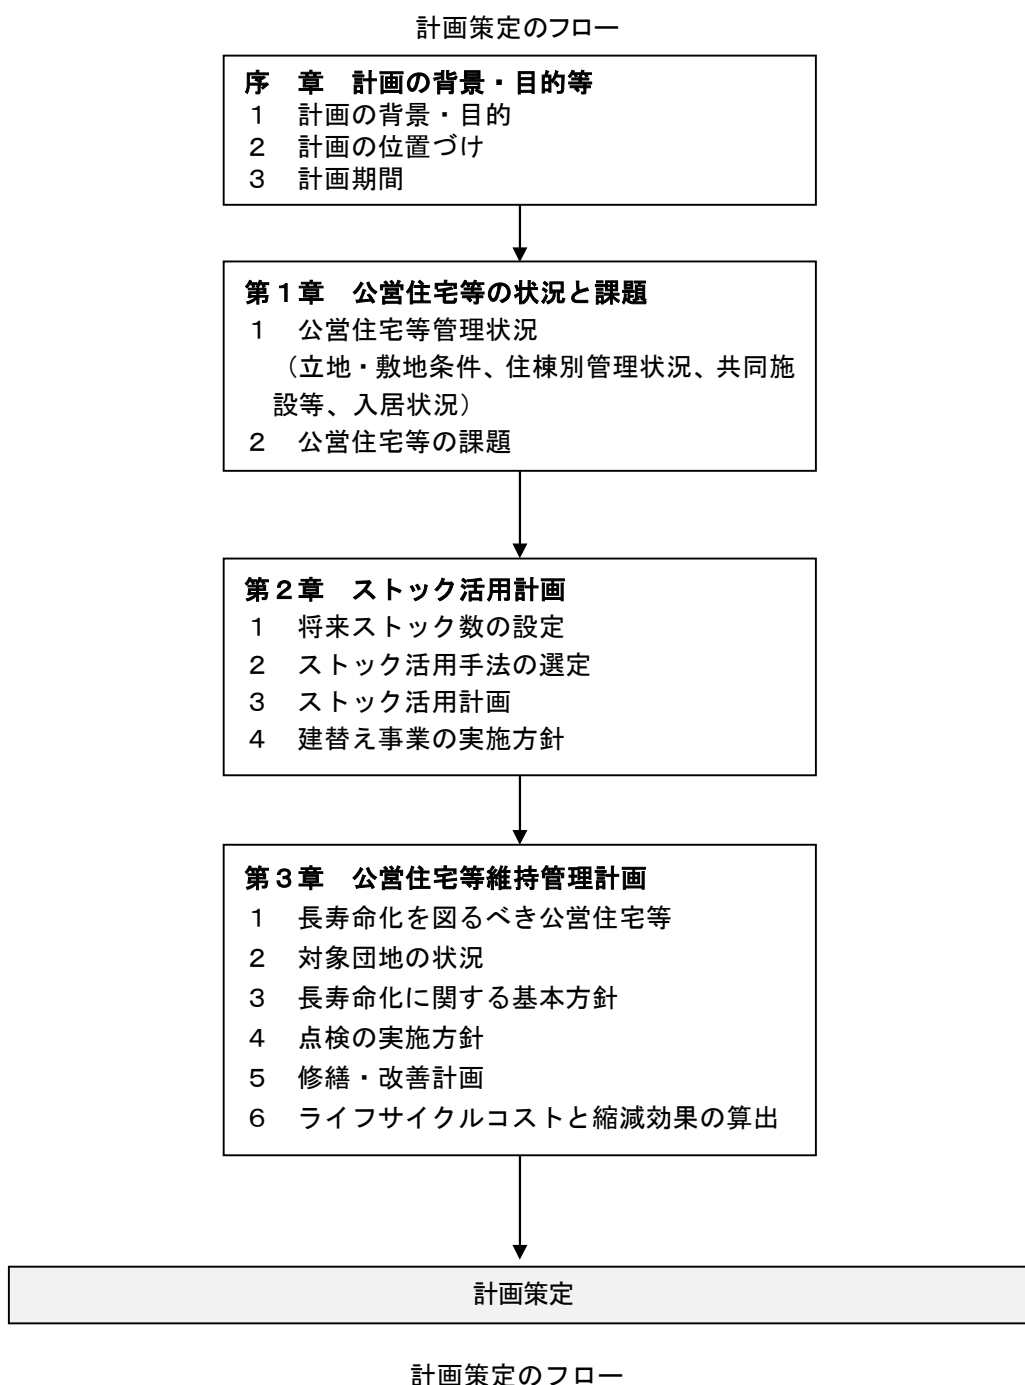 計画策定のフロー
序　章　計画の背景・目的等
１　計画の背景・目的
２　計画の位置づけ
３　計画期間
第１章　公営住宅等の状況と課題
１　公営住宅等管理状況
（立地・敷地条件、住棟別管理状況、共同施
設等、入居状況）
２　公営住宅等の課題
第２章　ストック活用計画
１　将来ストック数の設定
２　ストック活用手法の選定
３　ストック活用計画
４　建替え事業の実施方針
第３章　公営住宅等維持管理計画
１　長寿命化を図るべき公営住宅等
２　対象団地の状況
３　長寿命化に関する基本方針
４　点検の実施方針
５　修繕・改善計画
６　ライフサイクルコストと縮減効果の算出
計画策定
計画策定のフロー